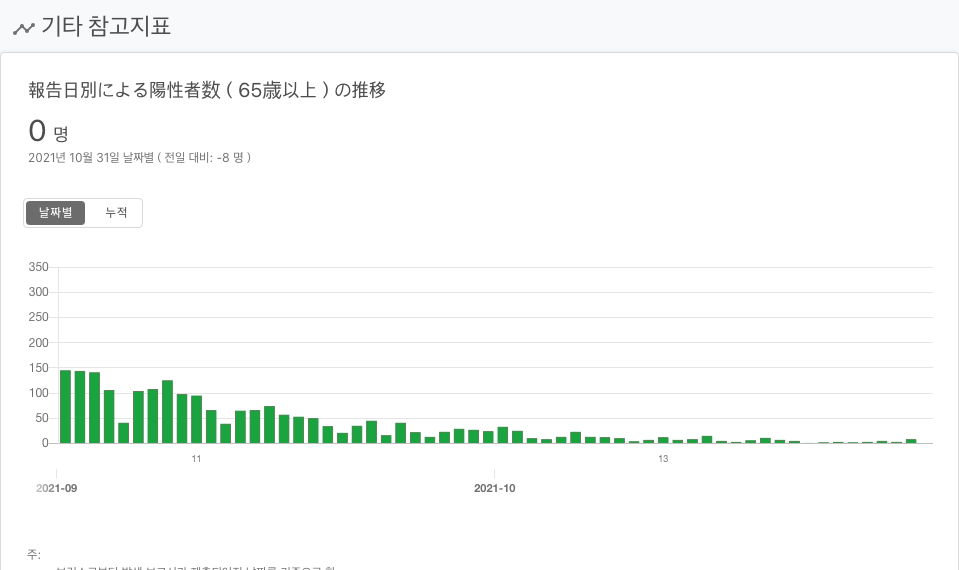 기타 참고지표
報告日別による陽性者数 ( 65歳以上 ) の推移
0 명
2021년 10월 31일 날짜별 ( 전일 대비: -8 명 )
날짜별 누적
350
300
250
200
150
100
50
0
11 13
2021-09 2021-10
주: